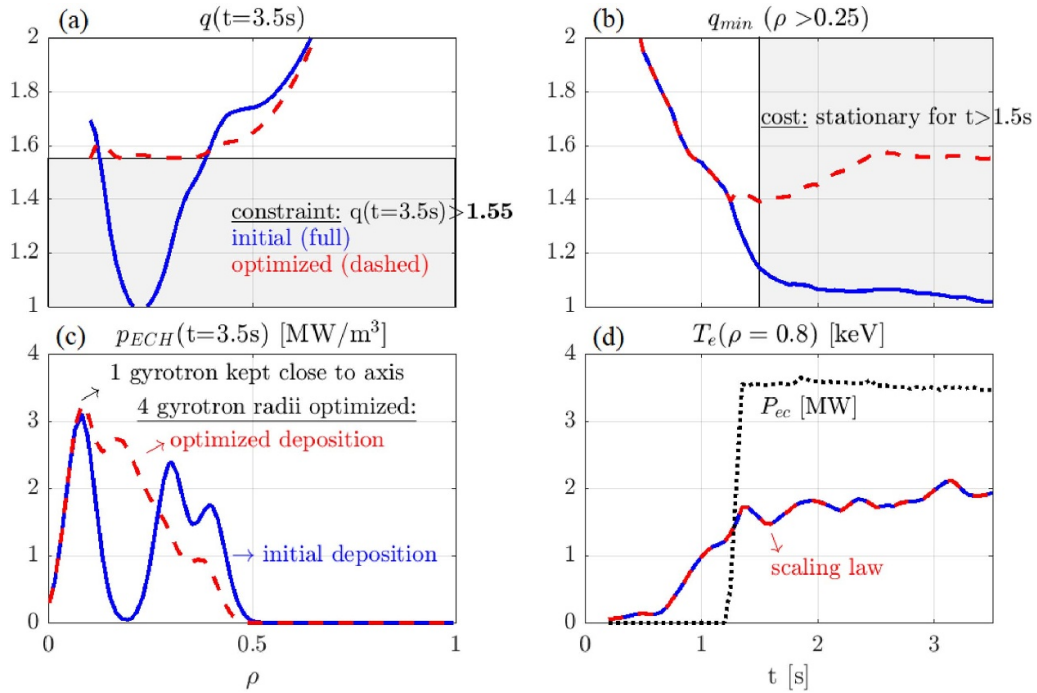 (a) q(t=3.5s)
2
1.8
1.6
1.4
1.2
1
constraint: q(t=3.5s)>1.55
initial (full)
optimized (dashed)
(b) q_min (ρ >0.25)
2
1.8
1.6
1.4
1.2
1
cost: stationary for t>1.5s
(c) p_ECH(t=3.5s) [MW/m³]
4
3
2
1
0
1 gyrotron kept close to axis
4 gyrotron radii optimized:
optimized deposition
initial deposition
0 0.5 1
ρ
(d) T_e(ρ = 0.8) [keV]
4
3
2
1
0
P_ec [MW]
scaling law
0 1 2 3
t [s]